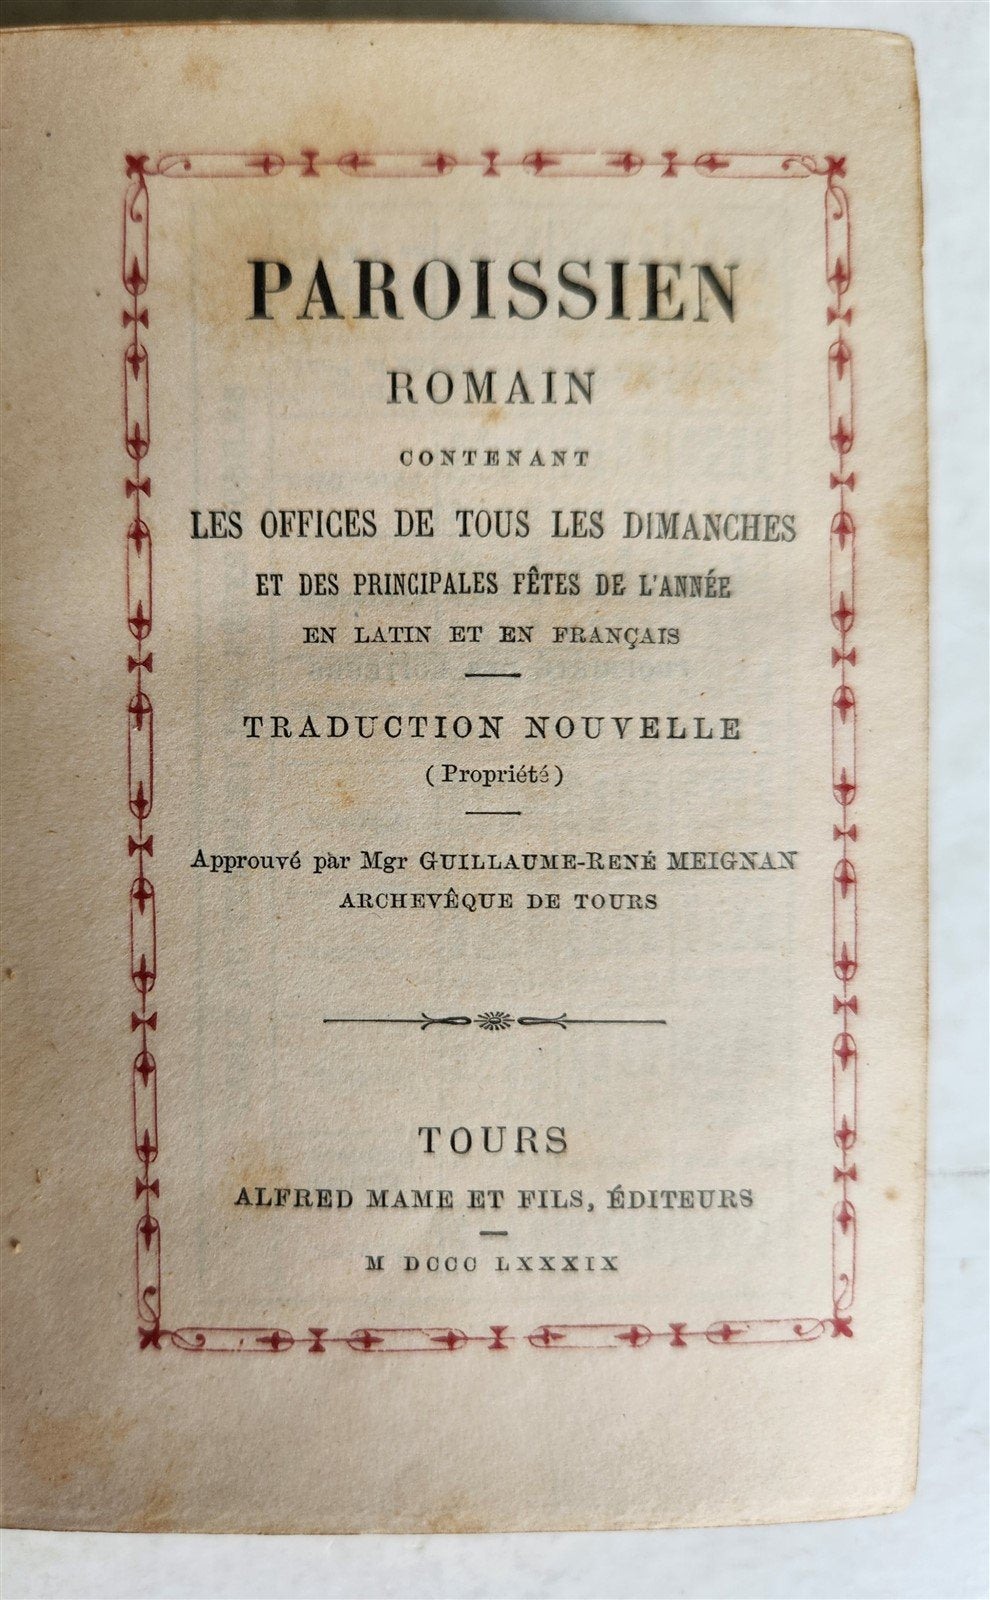 PAROISSIEN
ROMAIN
CONTENANT
LES OFFICES DE TOUS LES DIMANCHES
ET DES PRINCIPALES FÊTES DE L'ANNÉE
EN LATIN ET EN FRANÇAIS
TRADUCTION NOUVELLE
(Propriété)
Approuvé par Mgr GUILLAUME-RENÉ MEIGNAN
ARCHEVÊQUE DE TOURS
TOURS
ALFRED MAME ET FILS, ÉDITEURS
M DCCC LXXXIX